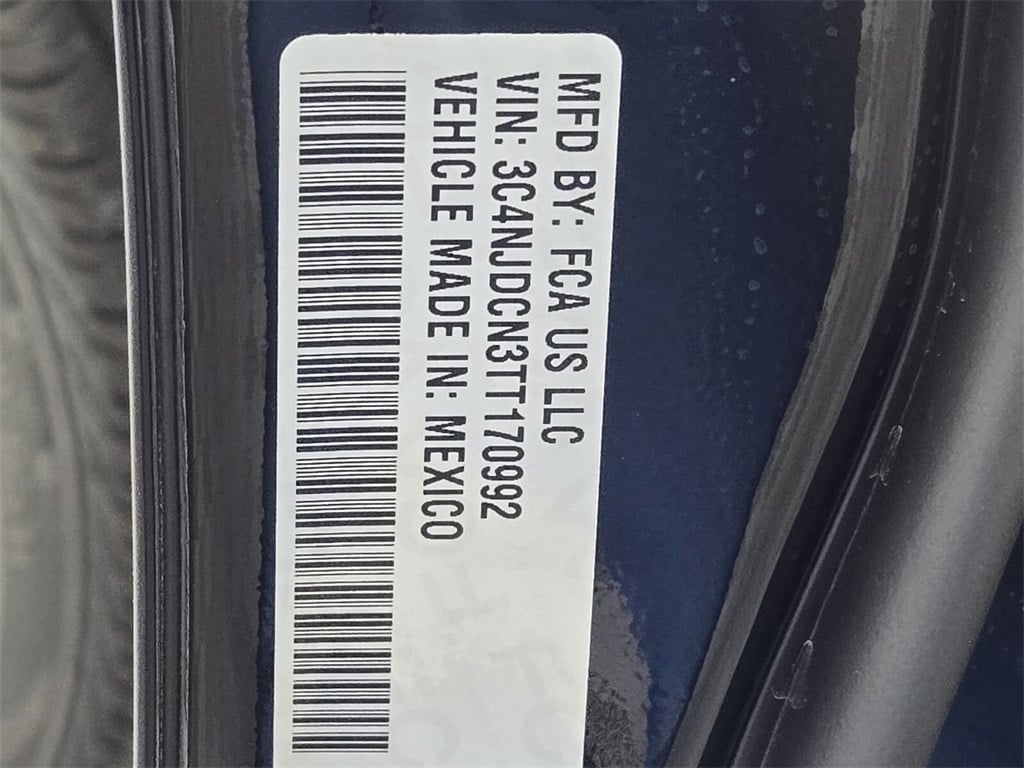 MFD BY: FCA US LLC
VIN: 3C4NJDCN3TT170992
VEHICLE MADE IN: MEXICO